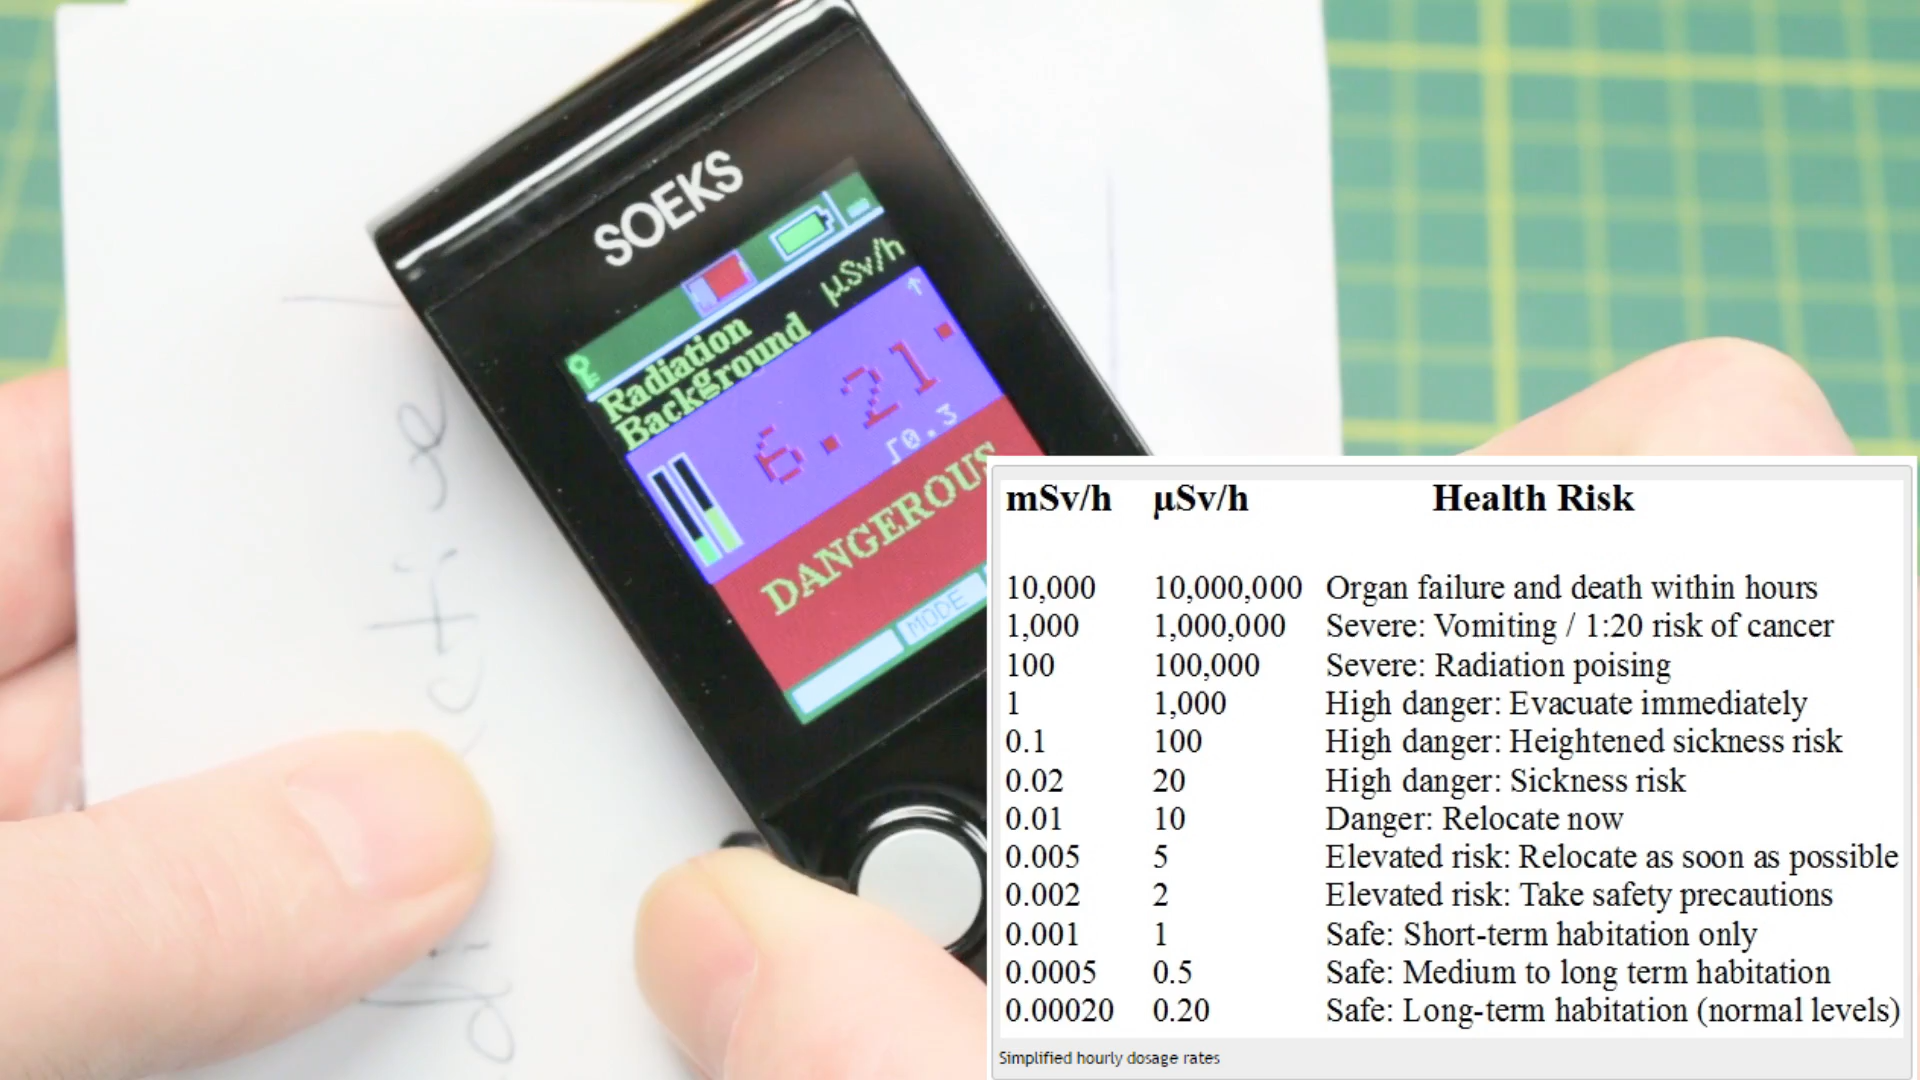 SOEKS
µSv/h
Radiation
Background
6.21
0.3
DANGEROUS
MODE
mSv/h µSv/h Health Risk
10,000 10,000,000 Organ failure and death within hours
1,000 1,000,000 Severe: Vomiting / 1:20 risk of cancer
100 100,000 Severe: Radiation poising
1 1,000 High danger: Evacuate immediately
0.1 100 High danger: Heightened sickness risk
0.02 20 High danger: Sickness risk
0.01 10 Danger: Relocate now
0.005 5 Elevated risk: Relocate as soon as possible
0.002 2 Elevated risk: Take safety precautions
0.001 1 Safe: Short-term habitation only
0.0005 0.5 Safe: Medium to long term habitation
0.00020 0.20 Safe: Long-term habitation (normal levels)
Simplified hourly dosage rates